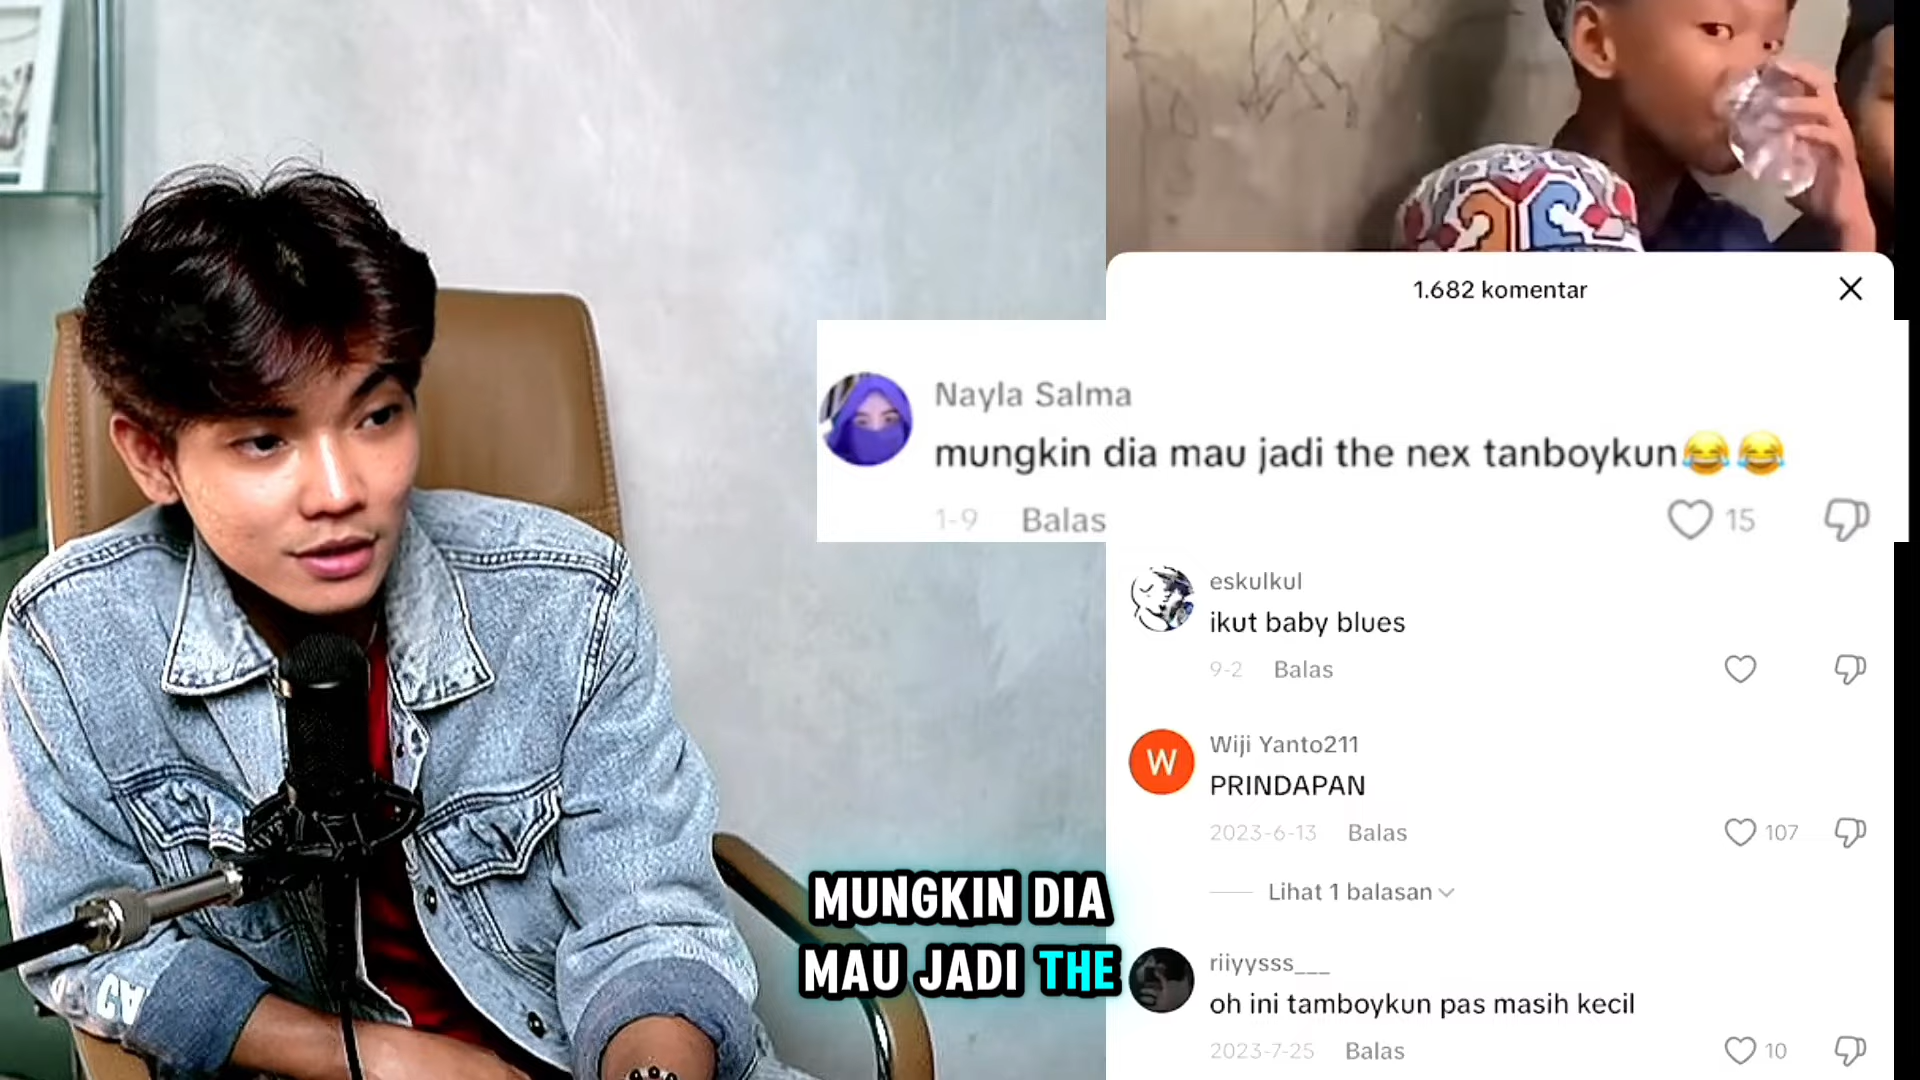 1.682 komentar
Nayla Salma
mungkin dia mau jadi the nex tanboykun😂😂
1-9 Balas
15
eskulkul
ikut baby blues
9-2 Balas
W
Wiji Yanto211
PRINDAPAN
2023-6-13 Balas
107
Lihat 1 balasan
MUNGKIN DIA
MAU JADI THE
riiyysss___
oh ini tamboykun pas masih kecil
2023-7-25 Balas
10
CA